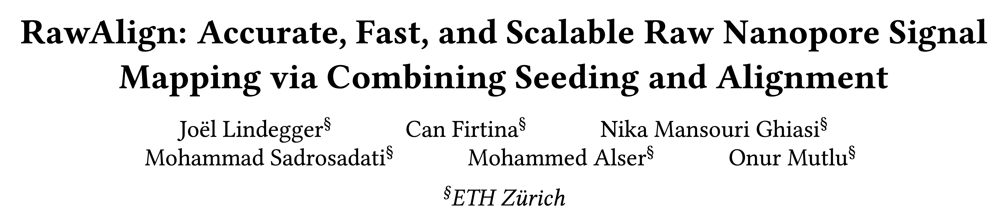 RawAlign: Accurate, Fast, and Scalable Raw Nanopore Signal
Mapping via Combining Seeding and Alignment
Joël Lindegger§ Can Firtina§ Nika Mansouri Ghiasi§
Mohammad Sadrosadati§ Mohammed Alser§ Onur Mutlu§
§ETH Zürich